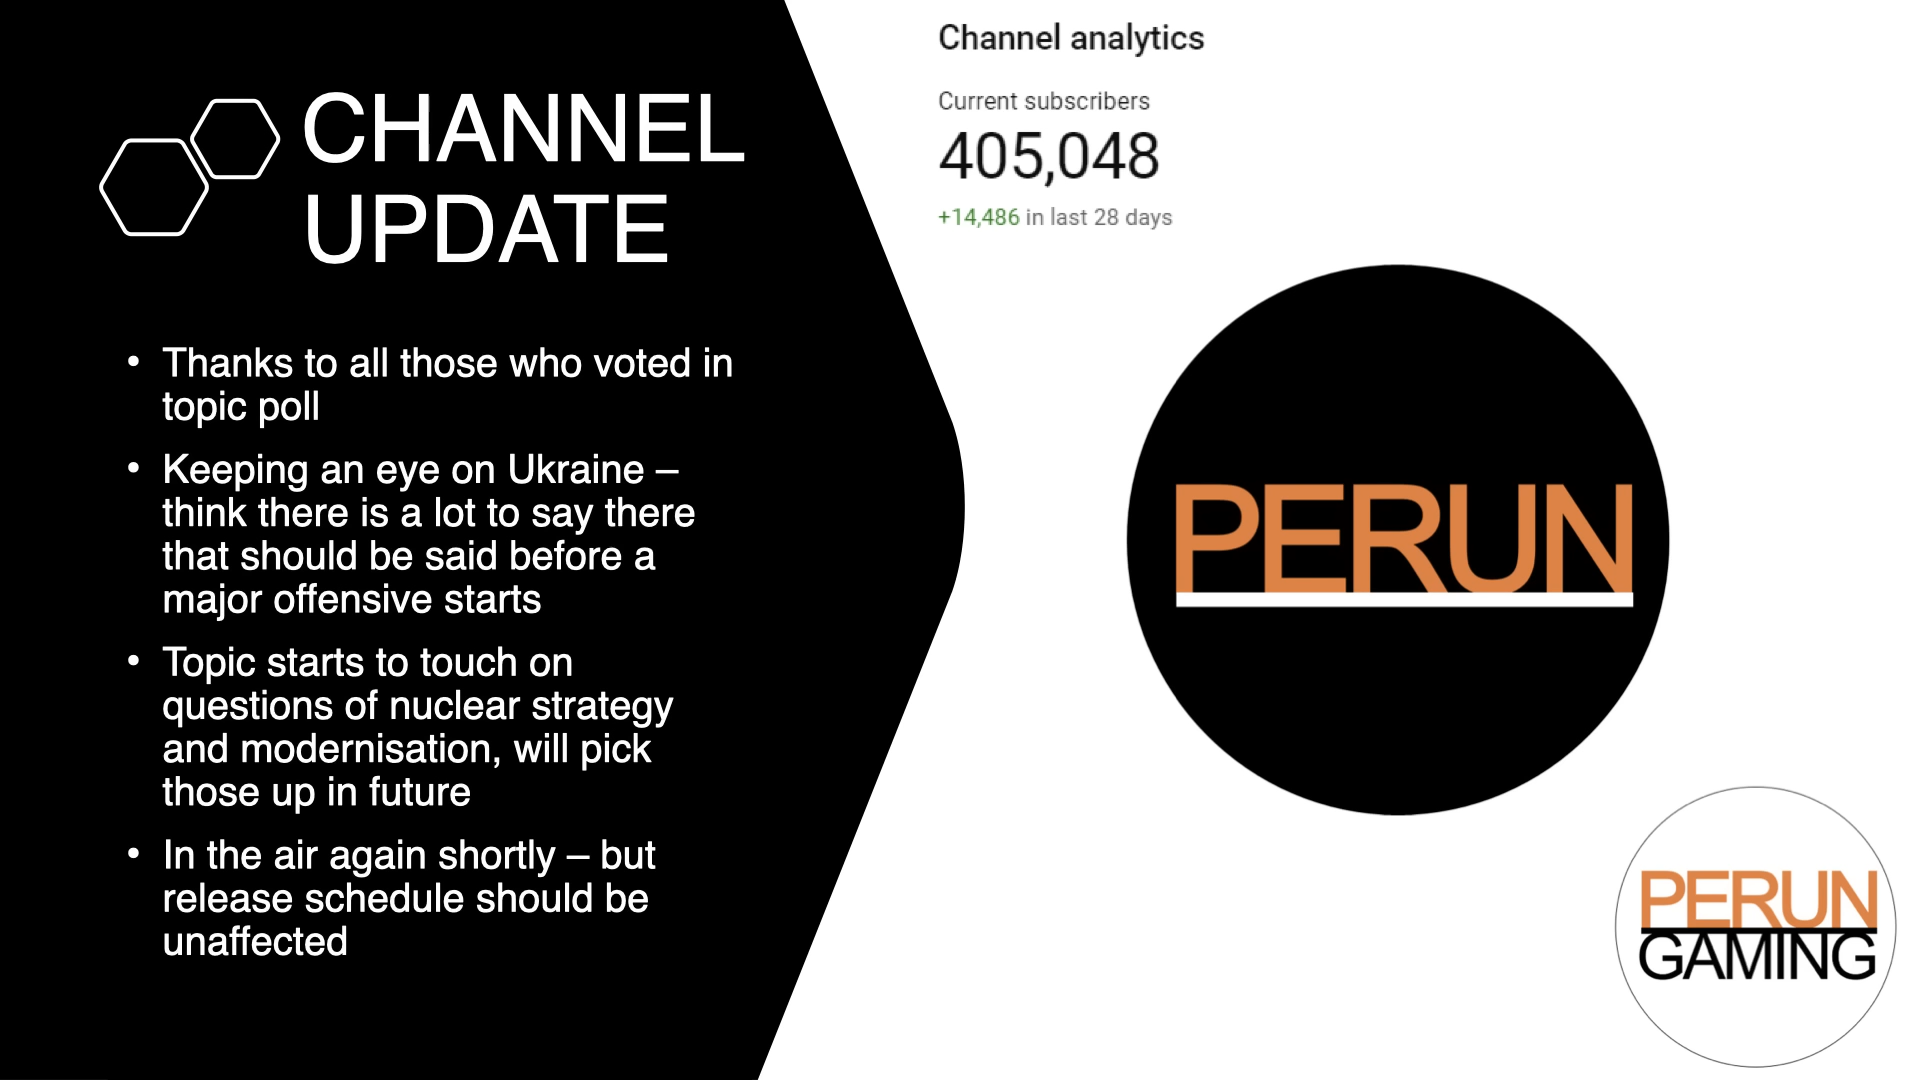 CHANNEL
UPDATE
• Thanks to all those who voted in
topic poll
• Keeping an eye on Ukraine –
think there is a lot to say there
that should be said before a
major offensive starts
• Topic starts to touch on
questions of nuclear strategy
and modernisation, will pick
those up in future
• In the air again shortly – but
release schedule should be
unaffected
Channel analytics
Current subscribers
405,048
+14,486 in last 28 days
PERUN
PERUN
GAMING